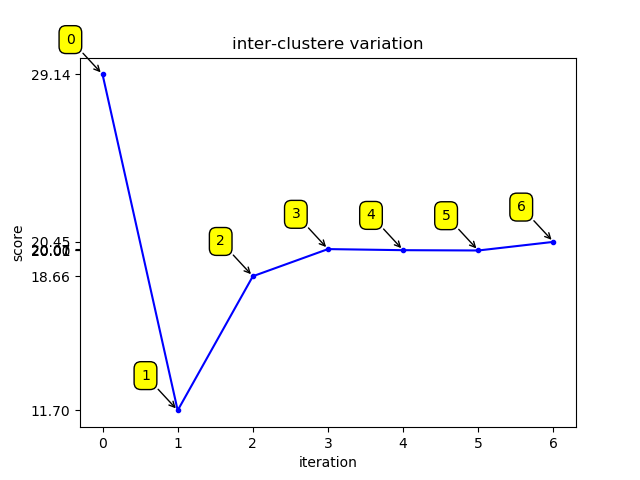 inter-clustere variation
0
1
2
3
4
5
6
29.14
20.45
18.66
11.70
score
0 1 2 3 4 5 6
iteration